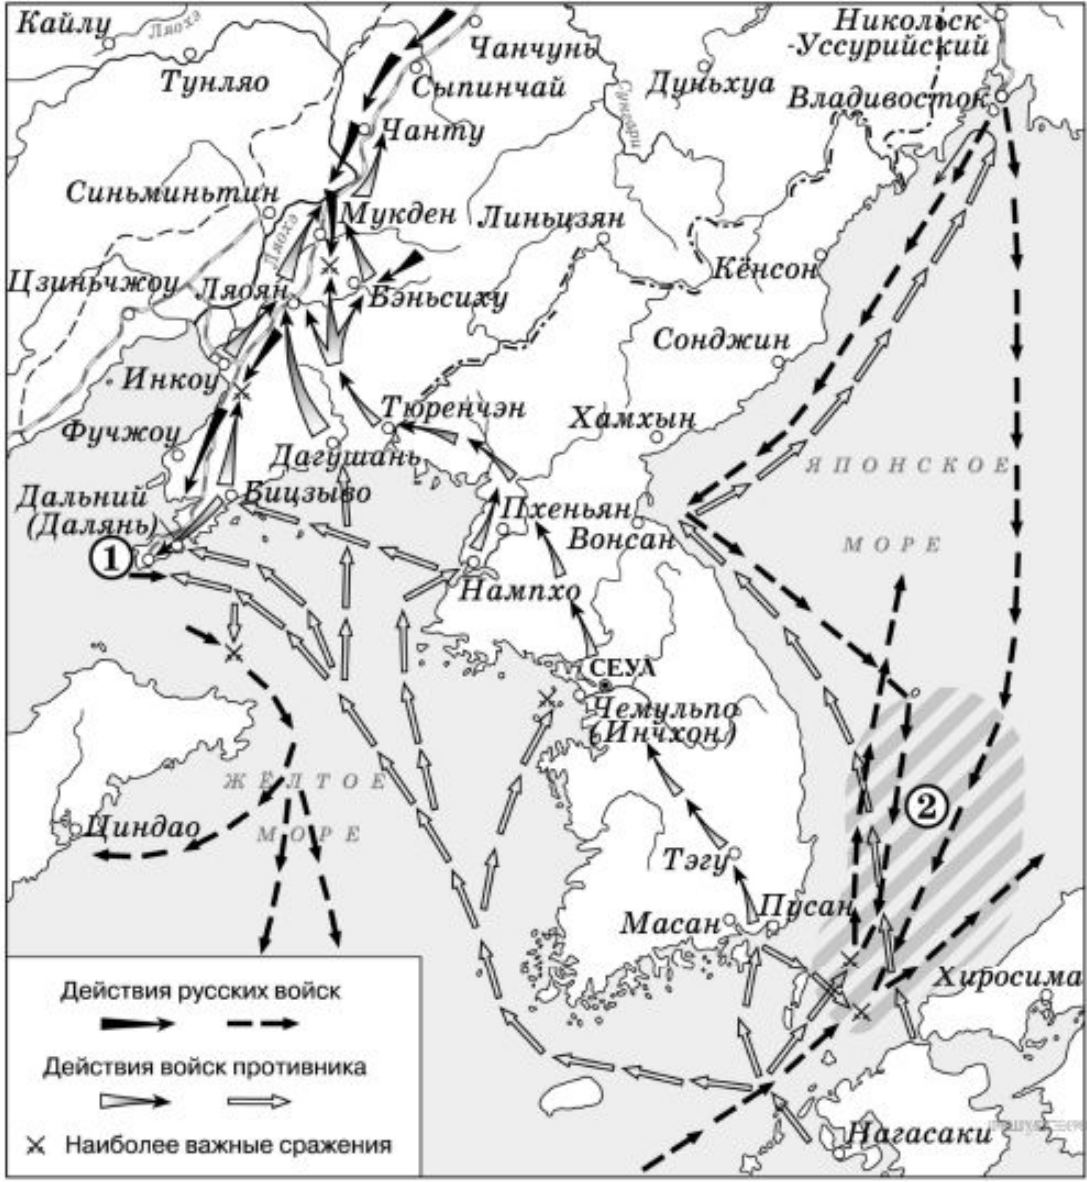 Кайлу
Ляохэ
Тунляо
Чанчунь
Сыпинчай
Дуньхуа
Никольск-
-Уссурийский
Владивосток
Сунгари
Чанту
Синьминьтин
Ляохэ
Мукден
Линьцзян
Кёнсон
Цзиньчжоу
Ляоян
Бэньсиху
Сонджин
Инкоу
Тюренчэн
Хамхын
Фучжоу
Дагушань
ЯПОНСКОЕ
МОРЕ
Дальний
(Далянь)
Бицзыво
1
Пхеньян
Вонсан
Нампхо
СЕУЛ
Чемульпо
(Инчхон)
ЖЁЛТОЕ
МОРЕ
Циндао
2
Тэгу
Масан
Пусан
Хиросима
Нагасаки
Действия русских войск
Действия войск противника
Наиболее важные сражения